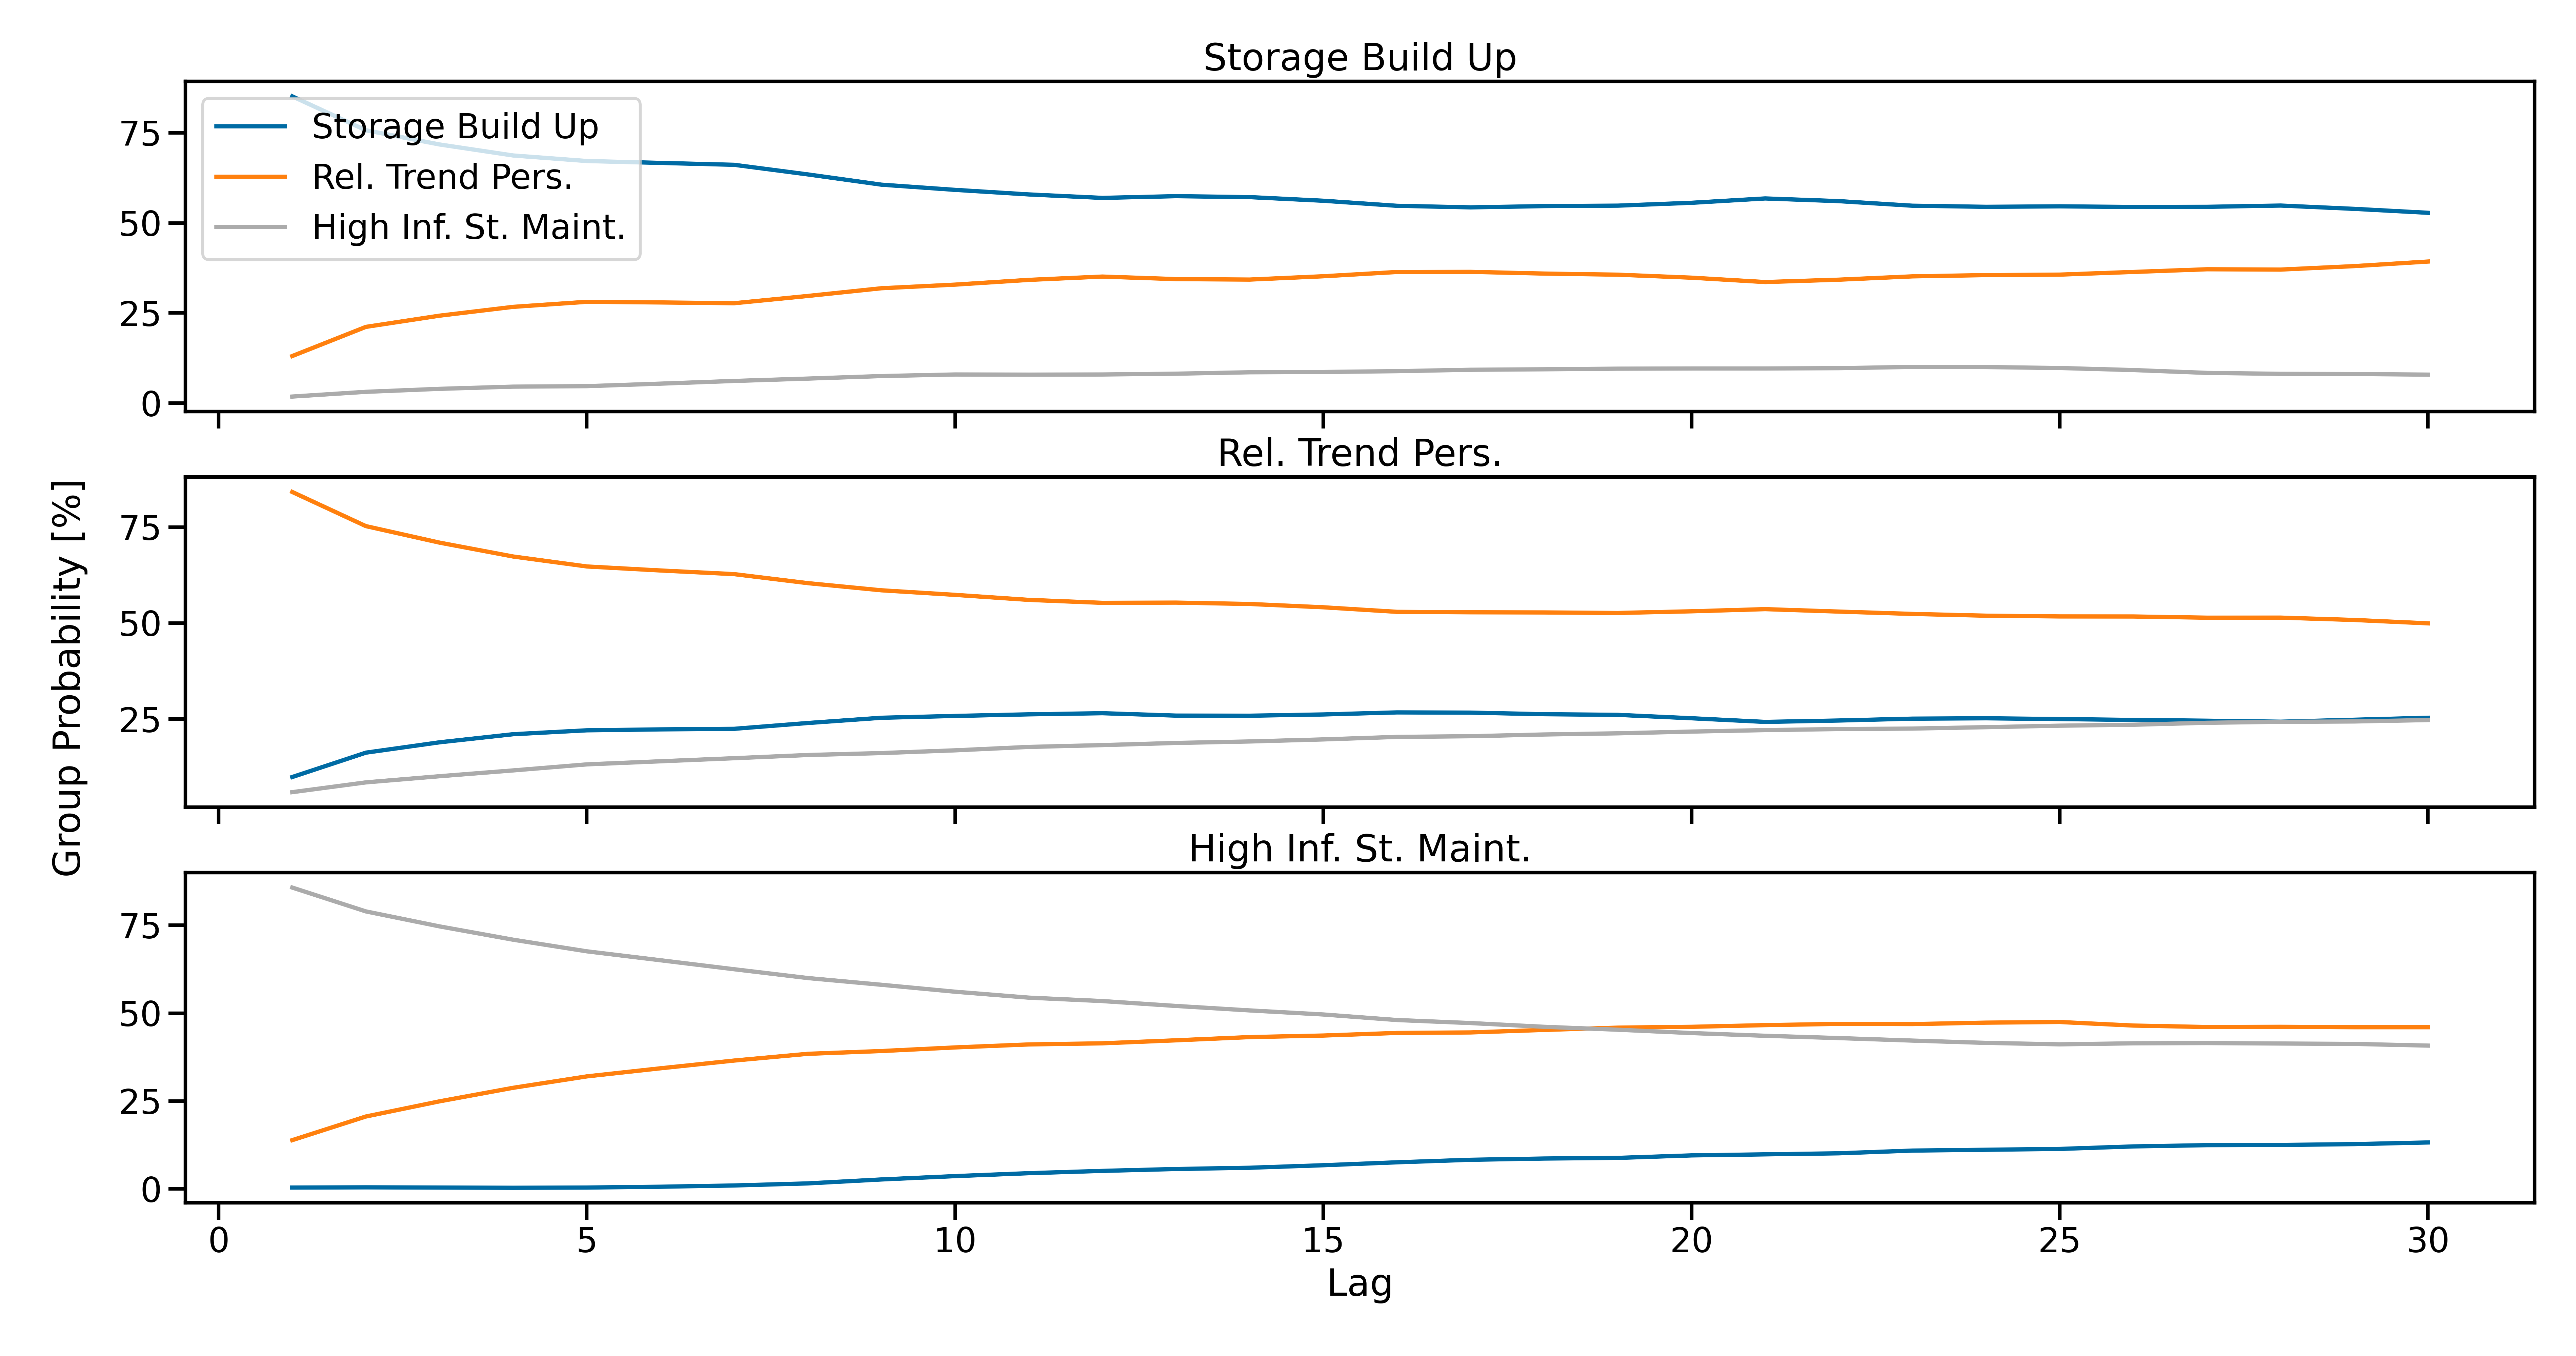 Storage Build Up
75
50
25
0
Storage Build Up
Rel. Trend Pers.
High Inf. St. Maint.
Rel. Trend Pers.
Group Probability [%]
75
50
25
High Inf. St. Maint.
75
50
25
0
0 5 10 15 20 25 30
Lag